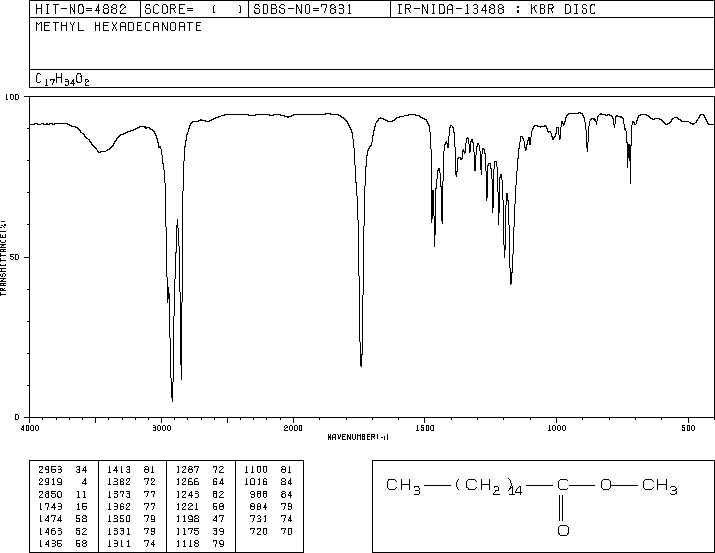 HIT-NO=4882 SCORE= ( ) SDBS-NO=7831 IR-NIDA-13488 : KBR DISC
METHYL HEXADECANOATE
C17H34O2
100
50
0
TRANSMITTANCE(%)
4000 3000 2000 1500 1000 500
WAVENUMBER(-1)
2953 34 1413 81 1287 72 1100 81
2919 4 1382 72 1266 64 1016 84
2850 11 1373 77 1243 62 988 84
1743 15 1362 77 1221 58 884 79
1474 58 1350 79 1198 47 731 74
1463 52 1331 79 1175 39 720 70
1436 58 1311 74 1118 79
CH3—(CH2)14—C—O—CH3
O